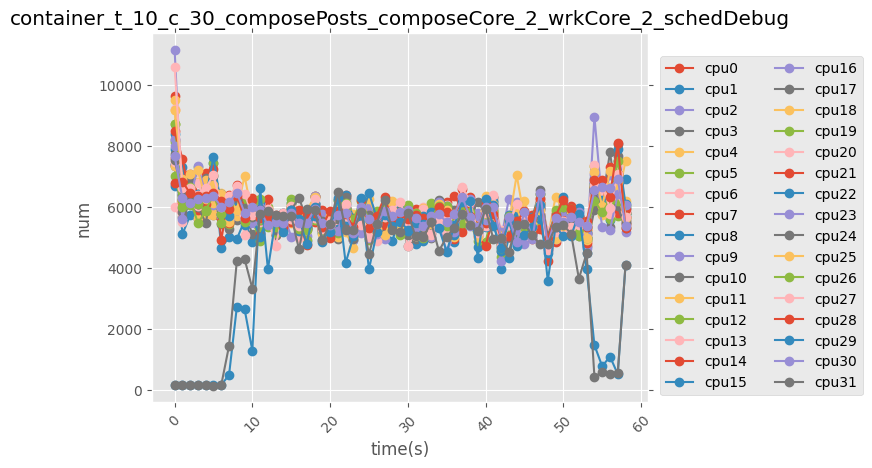 container_t_10_c_30_composePosts_composeCore_2_wrkCore_2_schedDebug
num
10000
8000
6000
4000
2000
0
0
10
20
30
40
50
60
time(s)
cpu0
cpu1
cpu2
cpu3
cpu4
cpu5
cpu6
cpu7
cpu8
cpu9
cpu10
cpu11
cpu12
cpu13
cpu14
cpu15
cpu16
cpu17
cpu18
cpu19
cpu20
cpu21
cpu22
cpu23
cpu24
cpu25
cpu26
cpu27
cpu28
cpu29
cpu30
cpu31